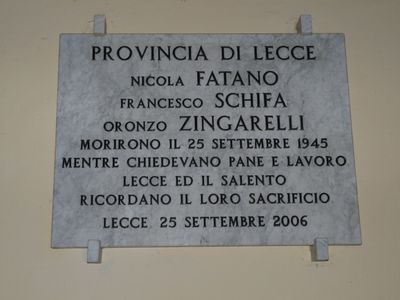 PROVINCIA DI LECCE
NICOLA FATANO
FRANCESCO SCHIFA
ORONZO ZINGARELLI
MORIRONO IL 25 SETTEMBRE 1945
MENTRE CHIEDEVANO PANE E LAVORO
LECCE ED IL SALENTO
RICORDANO IL LORO SACRIFICIO
LECCE 25 SETTEMBRE 2006